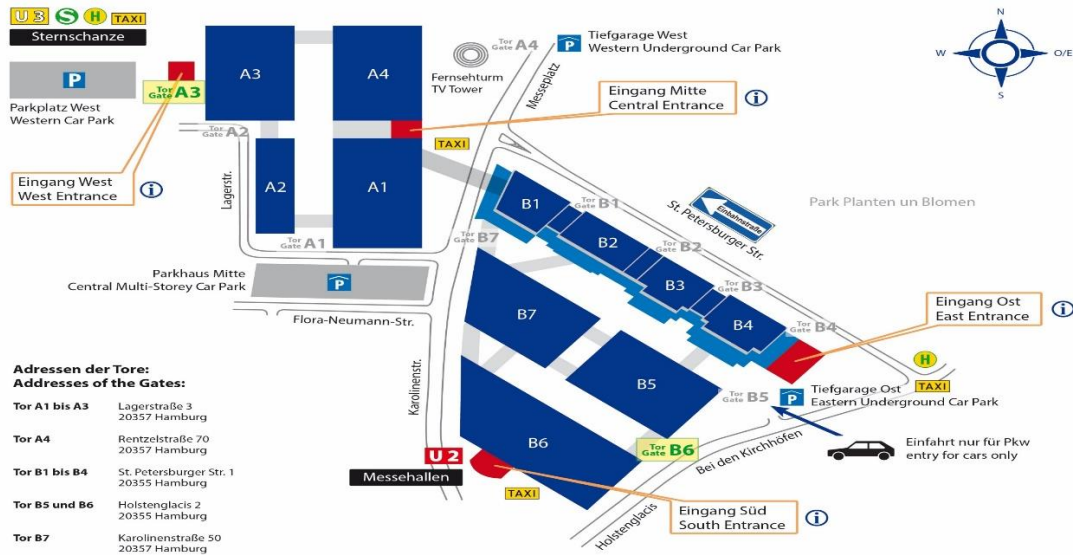 U3 S H TAXI
Sternschanze
P
Parkplatz West
Western Car Park
Tor
Gate A3
Eingang West
West Entrance
i
Tor
Gate A2
Lagerstr.
A3
A4
A2
A1
Tor
Gate A1
Fernsehturm
TV Tower
TAXI
Tor
Gate A4
Messeplatz
P
Tiefgarage West
Western Underground Car Park
Eingang Mitte
Central Entrance
i
N
W
O/E
S
Parkhaus Mitte
Central Multi-Storey Car Park
P
Flora-Neumann-Str.
Karolinenstr.
Tor
Gate B7
B1
Tor
Gate B1
B2
Tor
Gate B2
B3
Tor
Gate B3
B4
Tor
Gate B4
Einbahnstraße
St. Petersburger Str.
Park Planten un Blomen
Eingang Ost
East Entrance
i
B7
B5
B6
Tor
Gate B5
P
Tiefgarage Ost
Eastern Underground Car Park
H
TAXI
Tor
Gate B6
Bei den Kirchhöfen
Einfahrt nur für Pkw
entry for cars only
U2
Messehallen
TAXI
Holstenglacis
Eingang Süd
South Entrance
i
Adressen der Tore:
Addresses of the Gates:
Tor A1 bis A3 Lagerstraße 3
20357 Hamburg
Tor A4 Rentzelstraße 70
20357 Hamburg
Tor B1 bis B4 St. Petersburger Str. 1
20355 Hamburg
Tor B5 und B6 Holstenglacis 2
20355 Hamburg
Tor B7 Karolinenstraße 50
20357 Hamburg